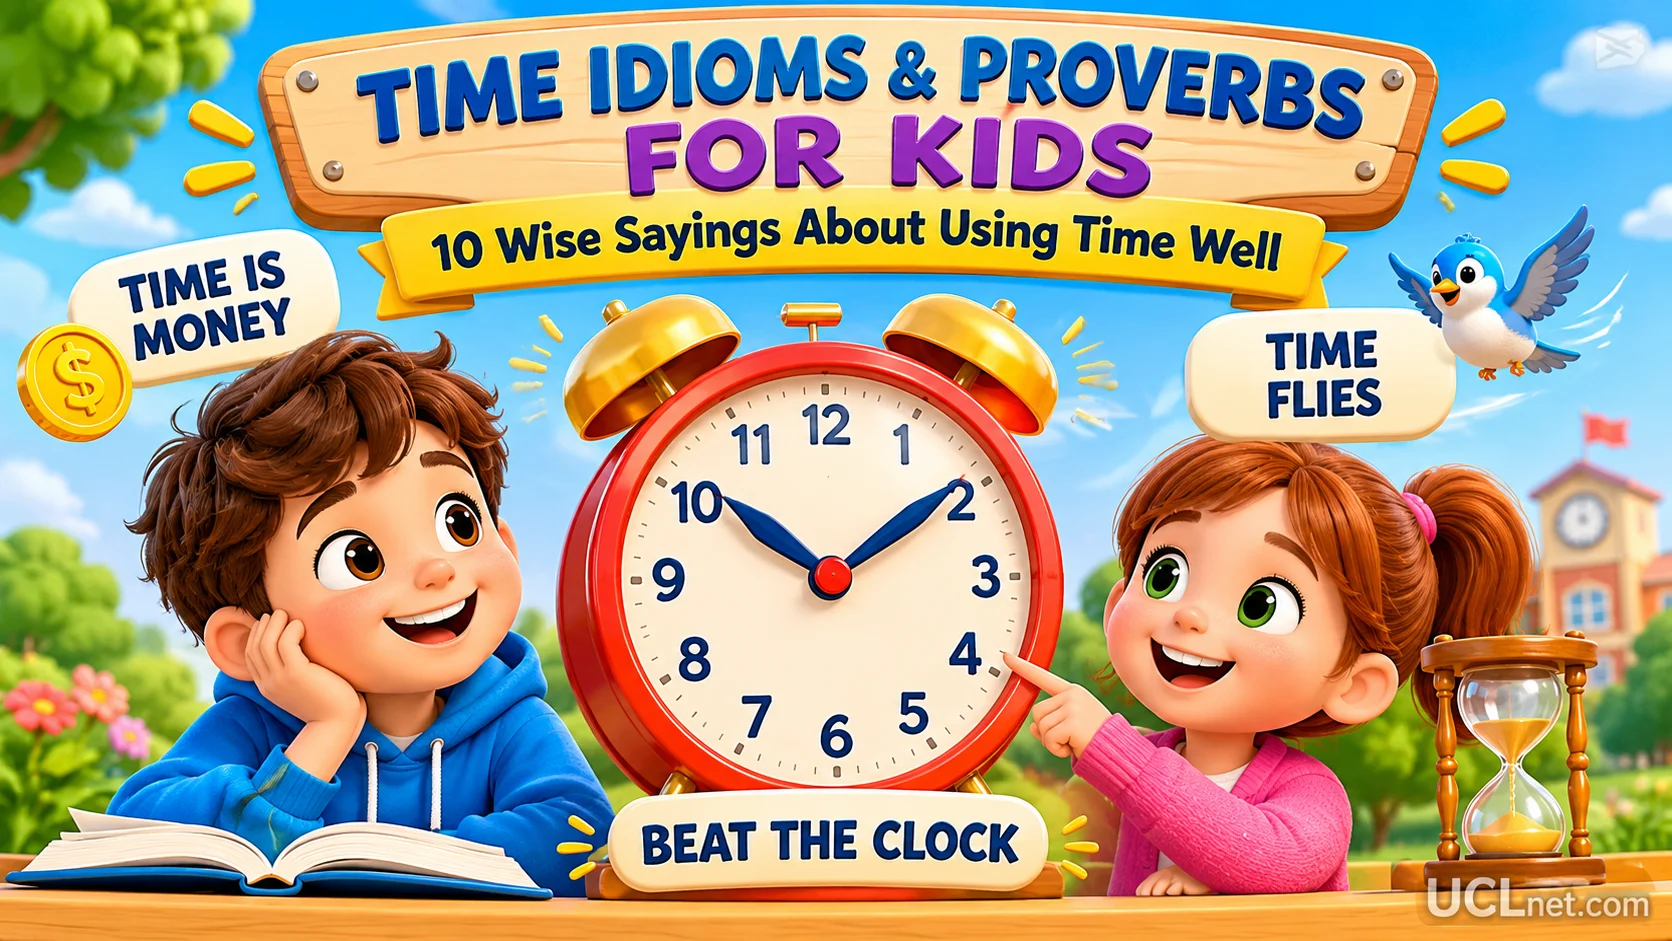 TIME IDIOMS & PROVERBS
FOR KIDS
10 Wise Sayings About Using Time Well
TIME IS
MONEY
$
TIME
FLIES
12
11
1
10
2
9
3
8
4
7
5
6
BEAT THE CLOCK
UCLnet.com